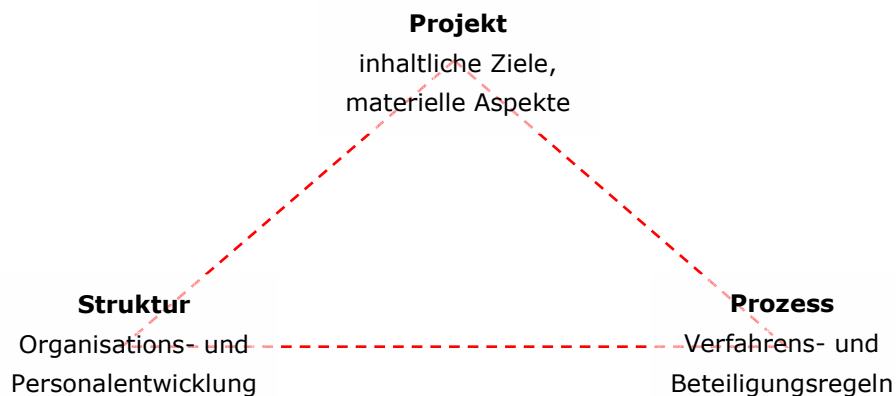 Projekt
inhaltliche Ziele,
materielle Aspekte
Struktur
Organisations- und
Personalentwicklung
Prozess
Verfahrens- und
Beteiligungsregeln